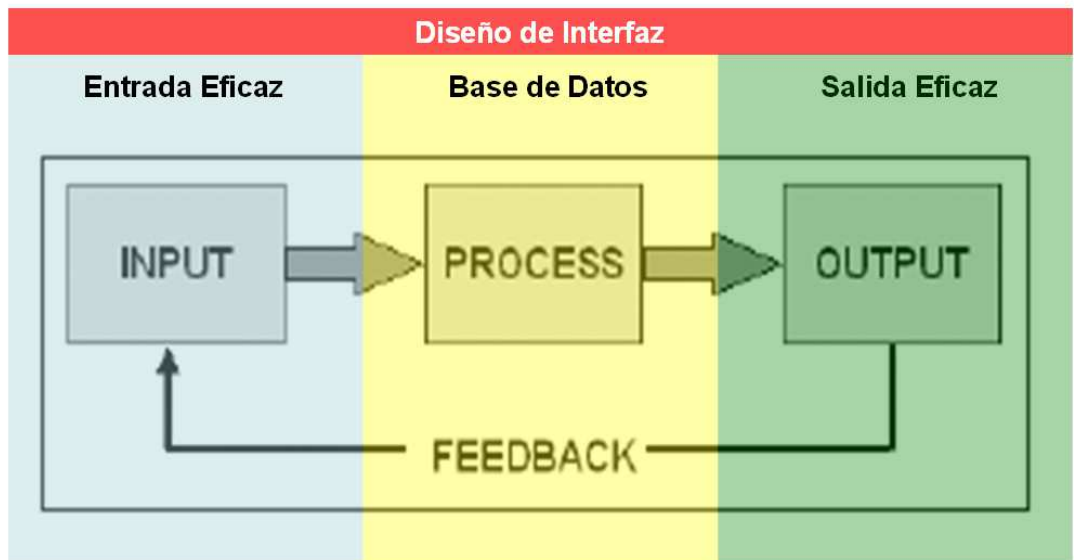 Diseño de Interfaz
Entrada Eficaz
Base de Datos
Salida Eficaz
INPUT
PROCESS
OUTPUT
FEEDBACK